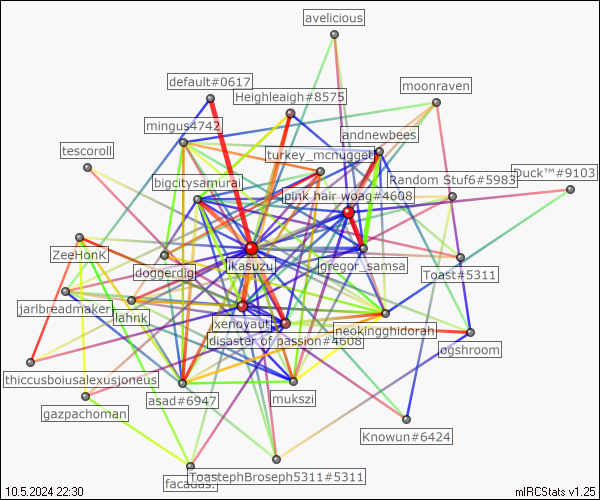 avelicious
default#0617
moonraven
Heighleaigh#8575
mingus4742
andnewbees
tescoroll
turkey_mcnugget
Duck™#9103
bigcitysamurai
Random Stuf6#5983
pink hair woag#4608
ZeeHonK
doggerdig
ikasuzu
gregor_samsa
Toast#5311
jarlbreadmaker
lahnk
xenoyaut
neokingghidorah
disaster of passion#4608
ogshroom
thiccusboiusalexusjoneus
asad#6947
mukszi
gazpachoman
Knowun#6424
ToastephBroseph5311#5311
facadas.
10.5.2024 22:30
mIRCStats v1.25